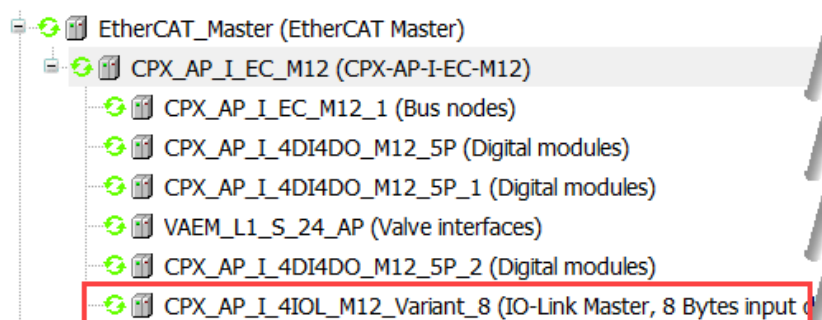 EtherCAT_Master (EtherCAT Master)
CPX_AP_I_EC_M12 (CPX-AP-I-EC-M12)
CPX_AP_I_EC_M12_1 (Bus nodes)
CPX_AP_I_4DI4DO_M12_5P (Digital modules)
CPX_AP_I_4DI4DO_M12_5P_1 (Digital modules)
VAEM_L1_S_24_AP (Valve interfaces)
CPX_AP_I_4DI4DO_M12_5P_2 (Digital modules)
CPX_AP_I_4IOL_M12_Variant_8 (IO-Link Master, 8 Bytes input